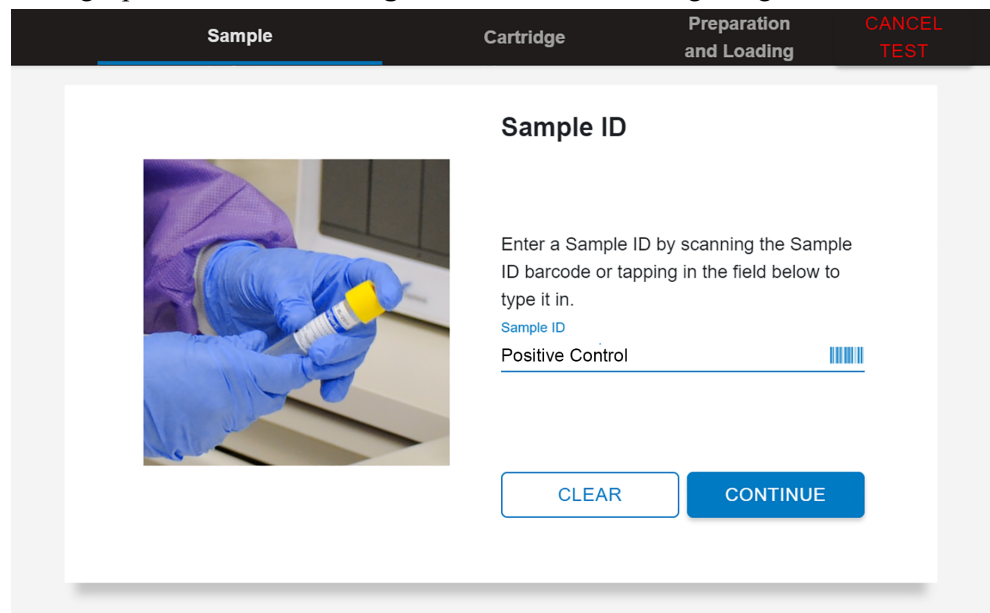 Sample
Cartridge
Preparation
and Loading
CANCEL
TEST
Sample ID
Enter a Sample ID by scanning the Sample
ID barcode or tapping in the field below to
type it in.
Sample ID
Positive Control
CLEAR
CONTINUE